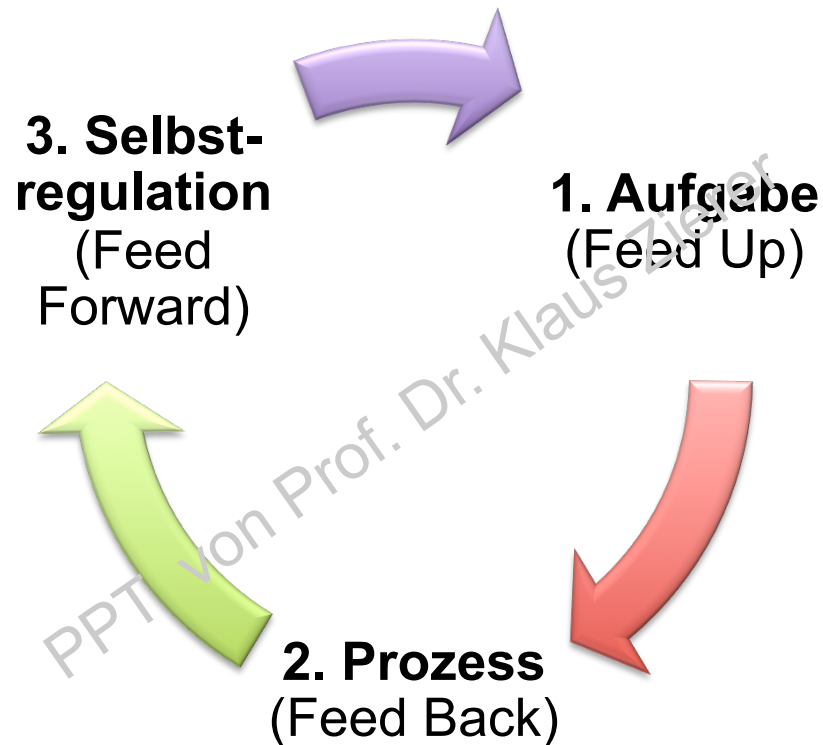 1. Aufgabe
(Feed Up)
2. Prozess
(Feed Back)
3. Selbst-
regulation
(Feed
Forward)
PPT von Prof. Dr. Klaus Zierer